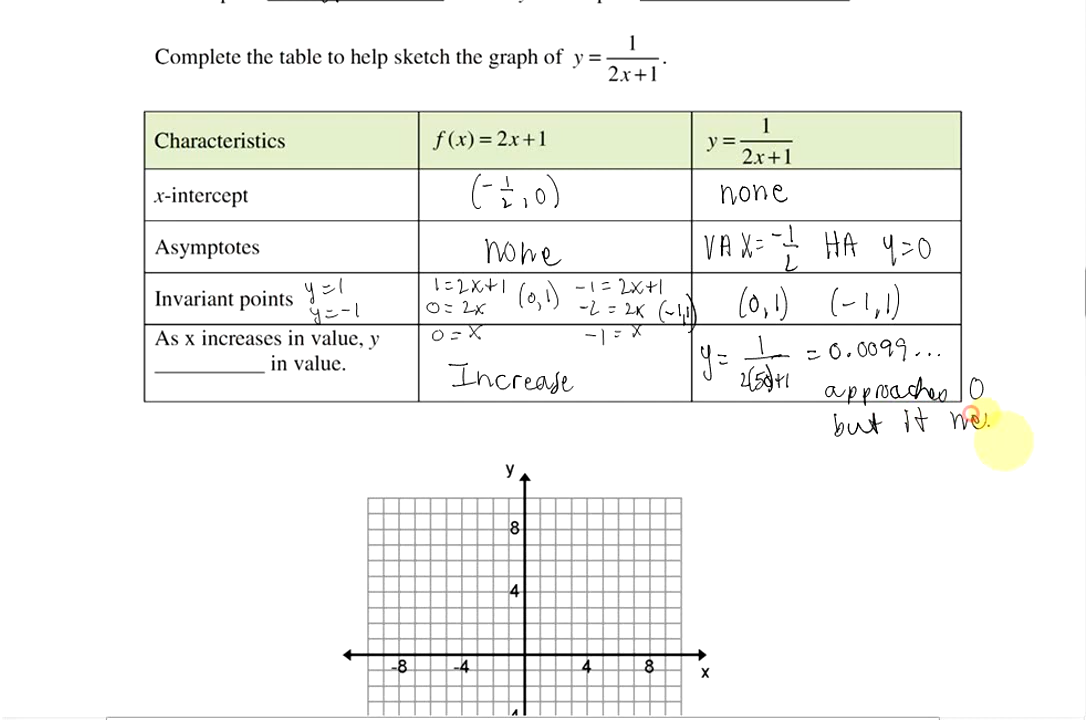 Complete the table to help sketch the graph of y = 1/(2x+1).
Characteristics f(x) = 2x+1 y = 1/(2x+1)
x-intercept (-1/2, 0) none
Asymptotes none VA X = -1/2 HA y=0
Invariant points y=1 y=-1
1=2x+1 (0,1) -1=2x+1
0=2x -2=2x (-1,1)
0=x -1=x
(0,1) (-1,1)
As x increases in value, y
___________ in value.
Increase
y = 1/(2(50)+1) = 0.0099...
approaches 0
but it ne
y
8
4
-8 -4 4 8
x